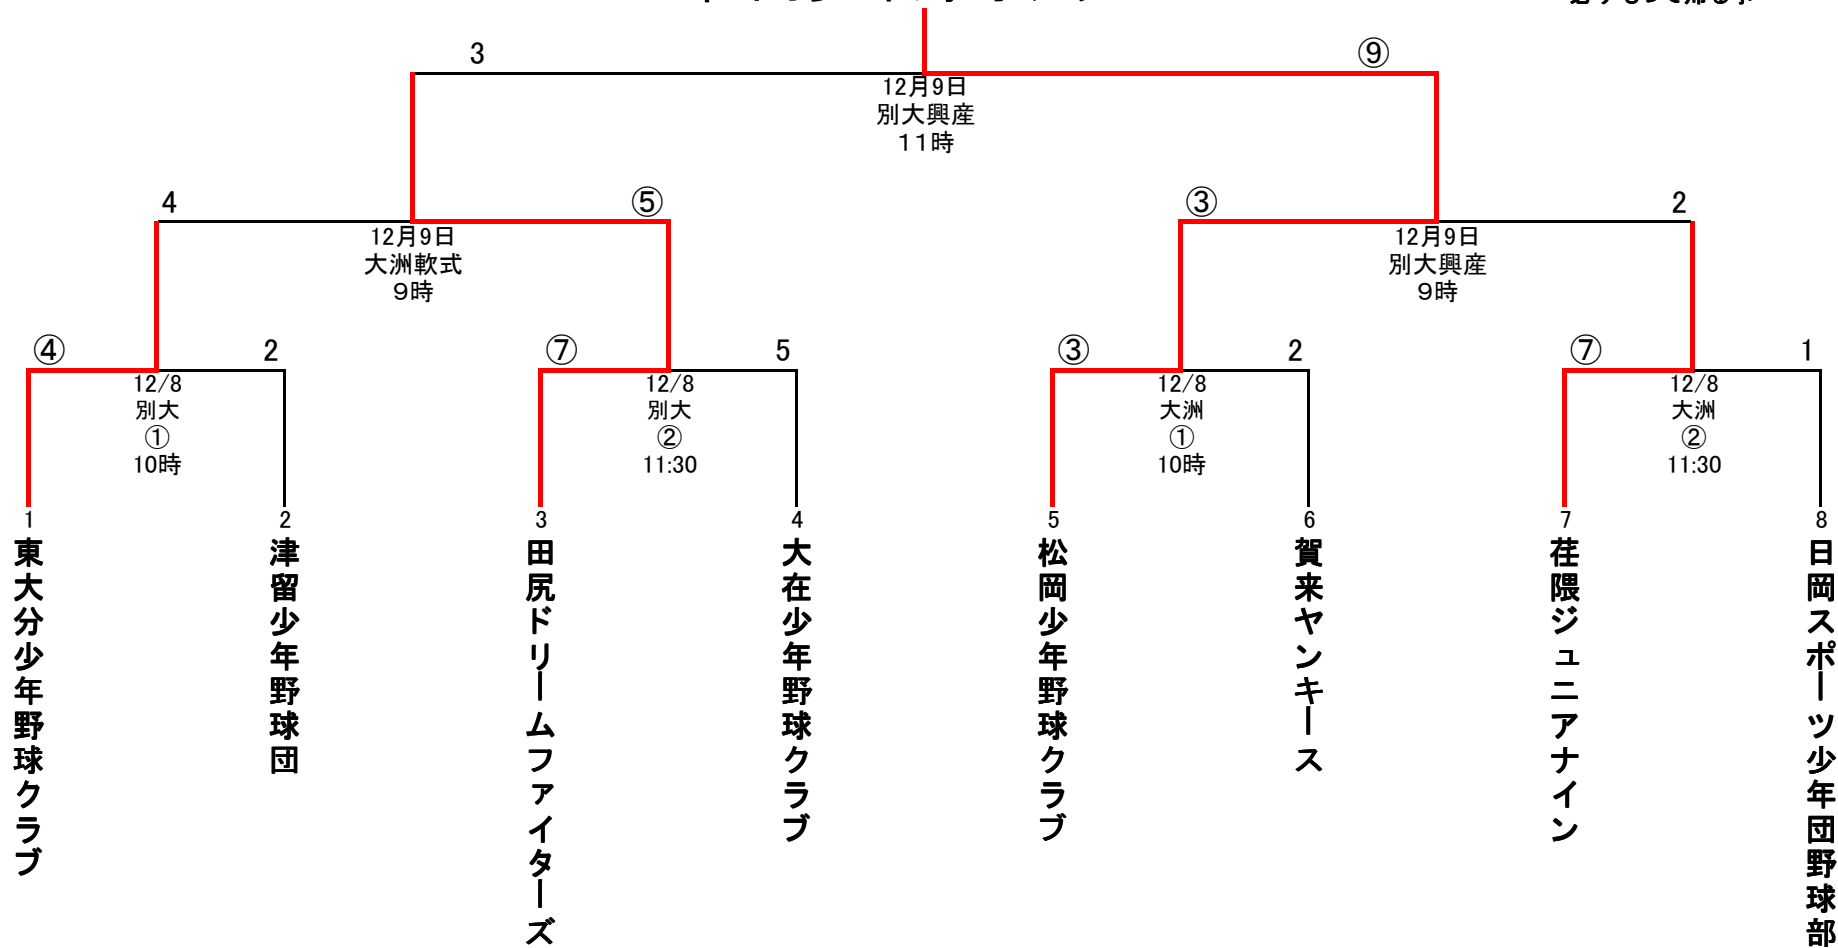 3
⑨
12月9日
別大興産
11時
4
⑤
③
2
12月9日
大洲軟式
9時
12月9日
別大興産
9時
④
2
⑦
5
③
2
⑦
1
12/8
別大
①
10時
12/8
別大
②
11:30
12/8
大洲
①
10時
12/8
大洲
②
11:30
1
2
3
4
5
6
7
8
東大分少年野球クラブ
津留少年野球団
田尻ドリームファイターズ
大在少年野球クラブ
松岡少年野球クラブ
賀来ヤンキース
荏隈ジュニアナイン
日岡スポーツ少年団野球部